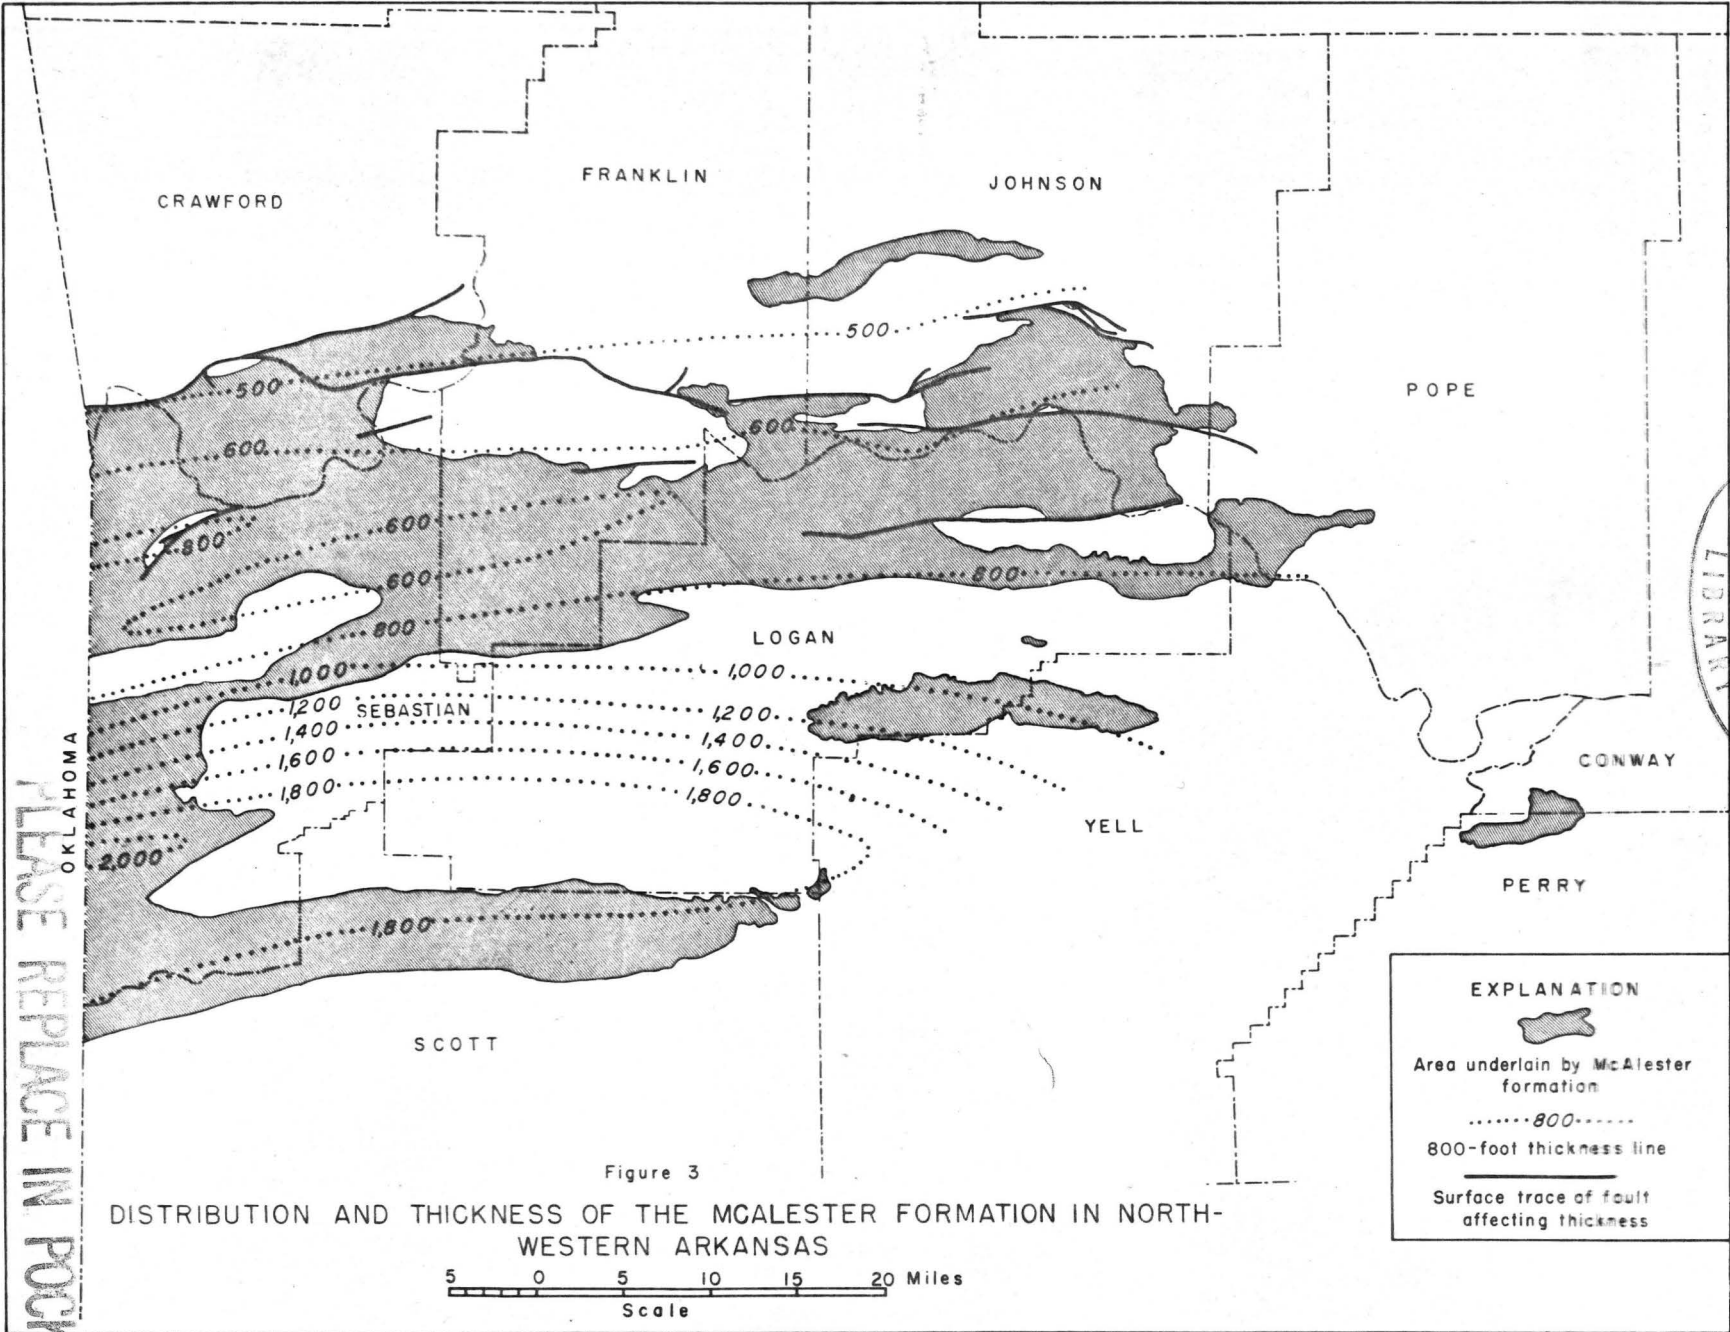 CRAWFORD
FRANKLIN
JOHNSON
POPE
500
500
600
600
600
800
600
800
800
LOGAN
1,000
1,000
1,200
SEBASTIAN
1,200
1,400
1,400
1,600
1,600
1,800
1,800
2,000
OKLAHOMA
YELL
CONWAY
PERRY
1,800
SCOTT
LIBRARY
PLEASE REPLACE IN POCK
EXPLANATION
Area underlain by McAlester
formation
800
800-foot thickness line
Surface trace of fault
affecting thickness
Figure 3
DISTRIBUTION AND THICKNESS OF THE MCALESTER FORMATION IN NORTH-
WESTERN ARKANSAS
5 0 5 10 15 20 Miles
Scale